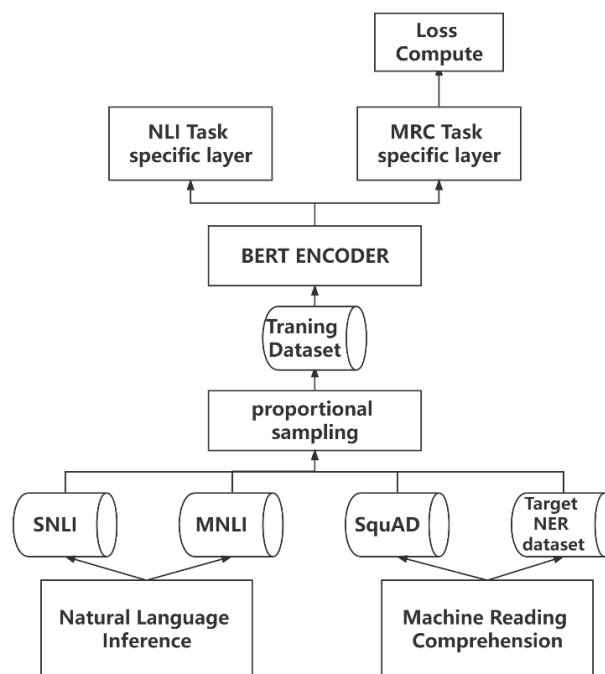 Loss
Compute
NLI Task
specific layer
MRC Task
specific layer
BERT ENCODER
Traning
Dataset
proportional
sampling
SNLI
MNLI
SquAD
Target
NER
dataset
Natural Language
Inference
Machine Reading
Comprehension